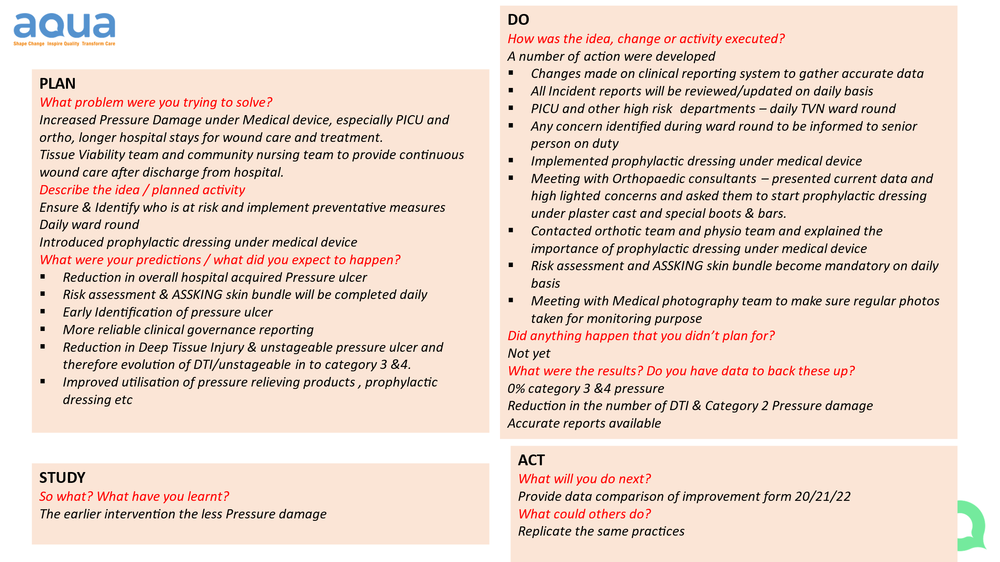 aqua
Shape Change Inspire Quality Transform Care
PLAN
What problem were you trying to solve?
Increased Pressure Damage under Medical device, especially PICU and
ortho, longer hospital stays for wound care and treatment.
Tissue Viability team and community nursing team to provide continuous
wound care after discharge from hospital.
Describe the idea / planned activity
Ensure & Identify who is at risk and implement preventative measures
Daily ward round
Introduced prophylactic dressing under medical device
What were your predictions / what did you expect to happen?
▪ Reduction in overall hospital acquired Pressure ulcer
▪ Risk assessment & ASSKING skin bundle will be completed daily
▪ Early Identification of pressure ulcer
▪ More reliable clinical governance reporting
▪ Reduction in Deep Tissue Injury & unstageable pressure ulcer and
therefore evolution of DTI/unstageable in to category 3 &4.
▪ Improved utilisation of pressure relieving products , prophylactic
dressing etc
DO
How was the idea, change or activity executed?
A number of action were developed
▪ Changes made on clinical reporting system to gather accurate data
▪ All Incident reports will be reviewed/updated on daily basis
▪ PICU and other high risk departments – daily TVN ward round
▪ Any concern identified during ward round to be informed to senior
person on duty
▪ Implemented prophylactic dressing under medical device
▪ Meeting with Orthopaedic consultants – presented current data and
high lighted concerns and asked them to start prophylactic dressing
under plaster cast and special boots & bars.
▪ Contacted orthotic team and physio team and explained the
importance of prophylactic dressing under medical device
▪ Risk assessment and ASSKING skin bundle become mandatory on daily
basis
▪ Meeting with Medical photography team to make sure regular photos
taken for monitoring purpose
Did anything happen that you didn’t plan for?
Not yet
What were the results? Do you have data to back these up?
0% category 3 &4 pressure
Reduction in the number of DTI & Category 2 Pressure damage
Accurate reports available
STUDY
So what? What have you learnt?
The earlier intervention the less Pressure damage
ACT
What will you do next?
Provide data comparison of improvement form 20/21/22
What could others do?
Replicate the same practices